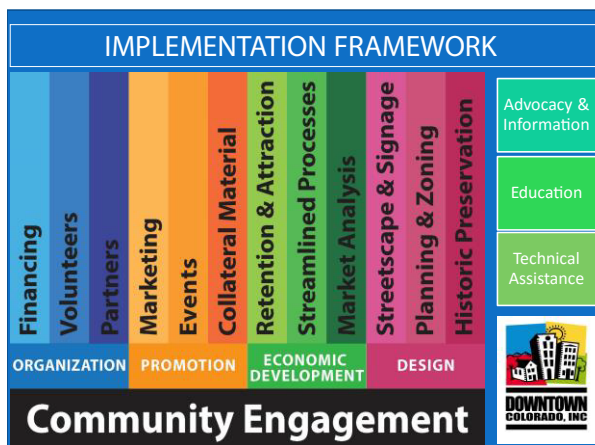 IMPLEMENTATION FRAMEWORK
Financing
Volunteers
Partners
Marketing
Events
Collateral Material
Retention & Attraction
Streamlined Processes
Market Analysis
Streetscape & Signage
Planning & Zoning
Historic Preservation
ORGANIZATION
PROMOTION
ECONOMIC
DEVELOPMENT
DESIGN
Community Engagement
Advocacy &
Information
Education
Technical
Assistance
DOWNTOWN
COLORADO, INC